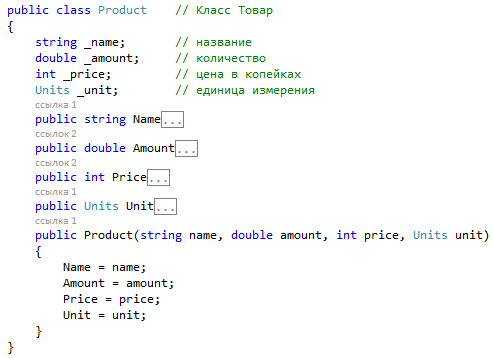 public class Product    // Класс Товар
{
    string _name;       // название
    double _amount;     // количество
    int _price;         // цена в копейках
    Units _unit;        // единица измерения
    ссылка 1
    public string Name...
    ссылок 2
    public double Amount...
    ссылок 2
    public int Price...
    ссылка 1
    public Units Unit...
    ссылка 1
    public Product(string name, double amount, int price, Units unit)
    {
        Name = name;
        Amount = amount;
        Price = price;
        Unit = unit;
    }
}